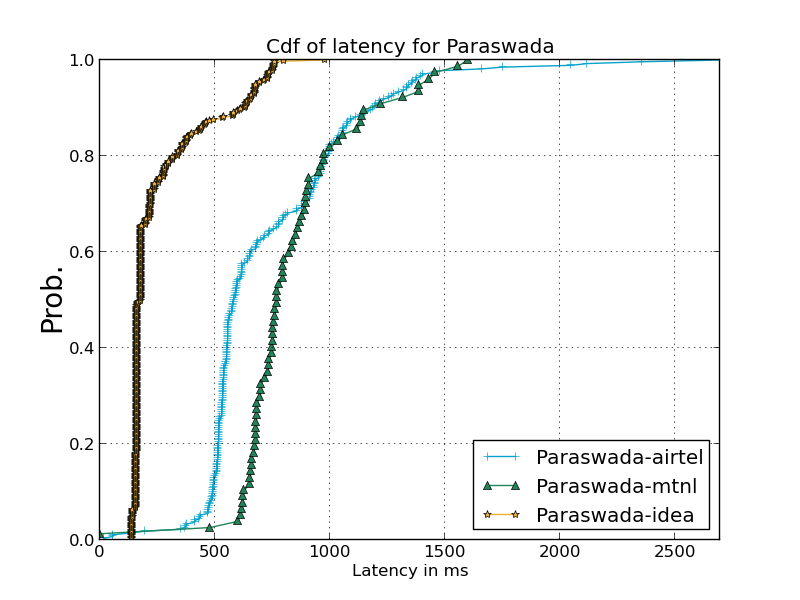 Cdf of latency for Paraswada
1.0
0.8
0.6
0.4
0.2
0.0
Prob.
0
500
1000
1500
2000
2500
Latency in ms
Paraswada-airtel
Paraswada-mtnl
Paraswada-idea